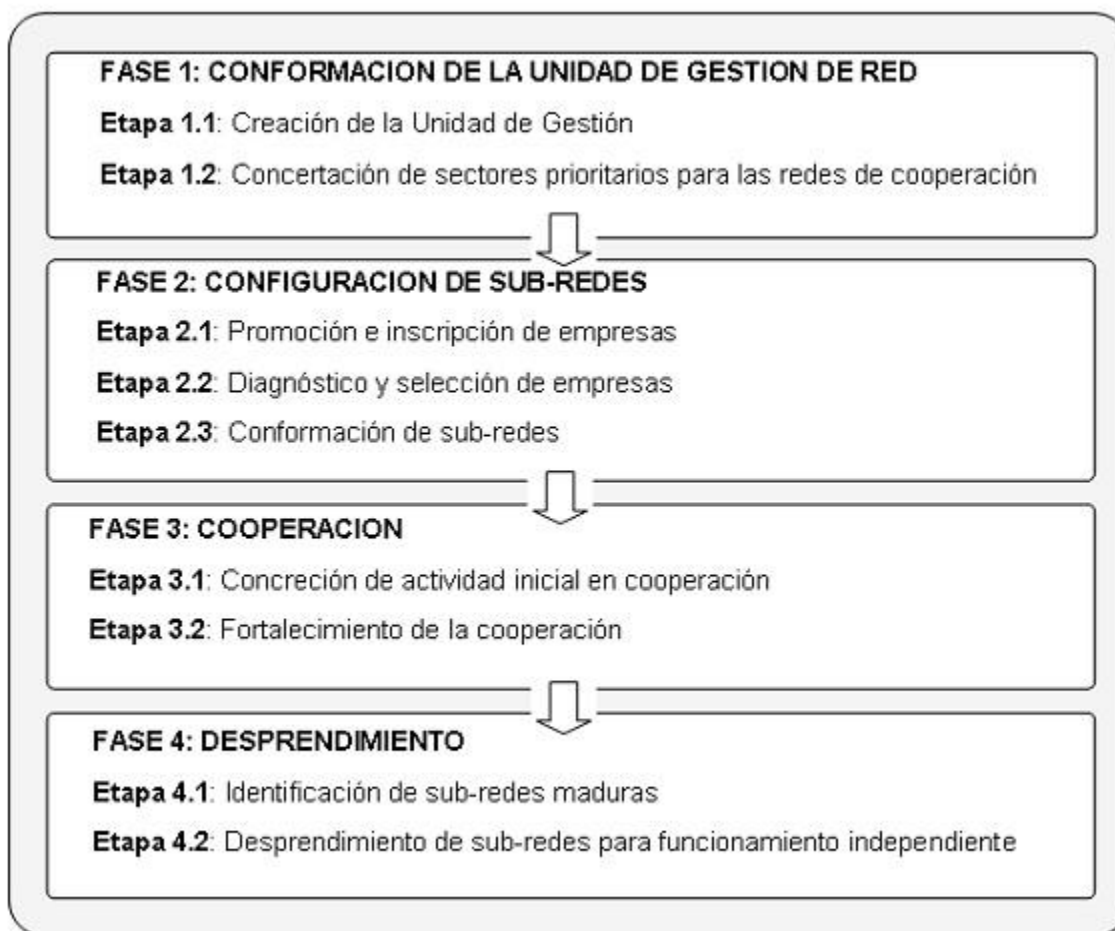 FASE 1: CONFORMACION DE LA UNIDAD DE GESTION DE RED
Etapa 1.1: Creación de la Unidad de Gestión
Etapa 1.2: Concertación de sectores prioritarios para las redes de cooperación
FASE 2: CONFIGURACION DE SUB-REDES
Etapa 2.1: Promoción e inscripción de empresas
Etapa 2.2: Diagnóstico y selección de empresas
Etapa 2.3: Conformación de sub-redes
FASE 3: COOPERACION
Etapa 3.1: Concreción de actividad inicial en cooperación
Etapa 3.2: Fortalecimiento de la cooperación
FASE 4: DESPRENDIMIENTO
Etapa 4.1: Identificación de sub-redes maduras
Etapa 4.2: Desprendimiento de sub-redes para funcionamiento independiente